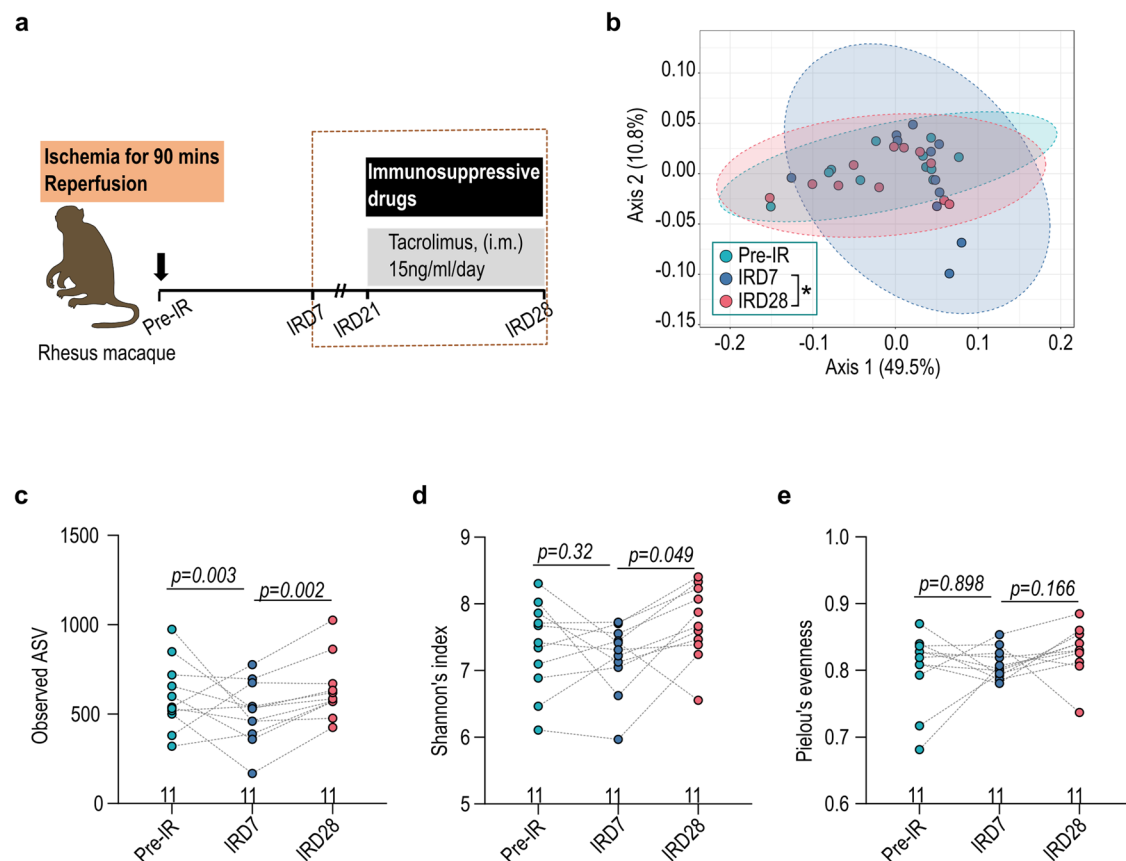 a
Ischemia for 90 mins
Reperfusion
Immunosuppressive
drugs
Tacrolimus, (i.m.)
15ng/ml/day
Pre-IR
IRD7
IRD21
IRD28
Rhesus macaque
b
Axis 2 (10.8%)
0.10
0.05
0.00
-0.05
-0.10
-0.15
Pre-IR
IRD7
IRD28
*
-0.2
-0.1
0.0
0.1
0.2
Axis 1 (49.5%)
c
Observed ASV
1500
1000
500
0
p=0.003
p=0.002
11
11
11
Pre-IR
IRD7
IRD28
d
Shannon's index
9
8
7
6
5
p=0.32
p=0.049
11
11
11
Pre-IR
IRD7
IRD28
e
Pielou's evenness
1.0
0.9
0.8
0.7
0.6
p=0.898
p=0.166
11
11
11
Pre-IR
IRD7
IRD28